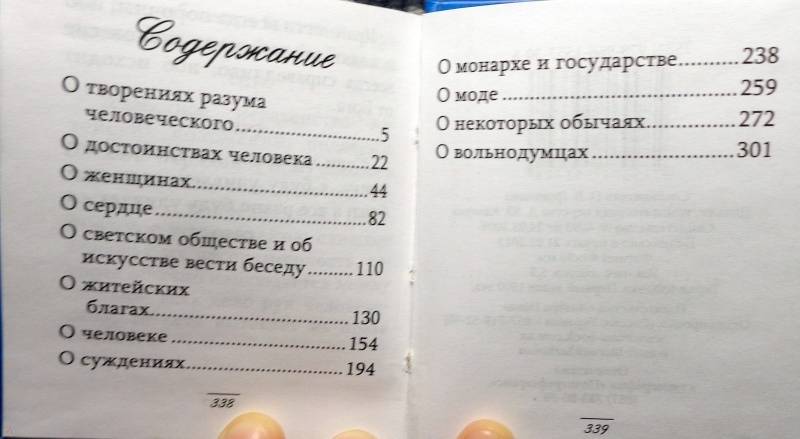 Содержание
О творениях разума
человеческого...............................5
О достоинствах человека..........22
О женщинах...............................44
О сердце.....................................82
О светском обществе и об
искусстве вести беседу.........110
О житейских
благах.......................................130
О человеке................................154
О суждениях.............................194
338
О монархе и государстве...........238
О моде.......................................259
О некоторых обычаях...............272
О вольнодумцах.......................301
339